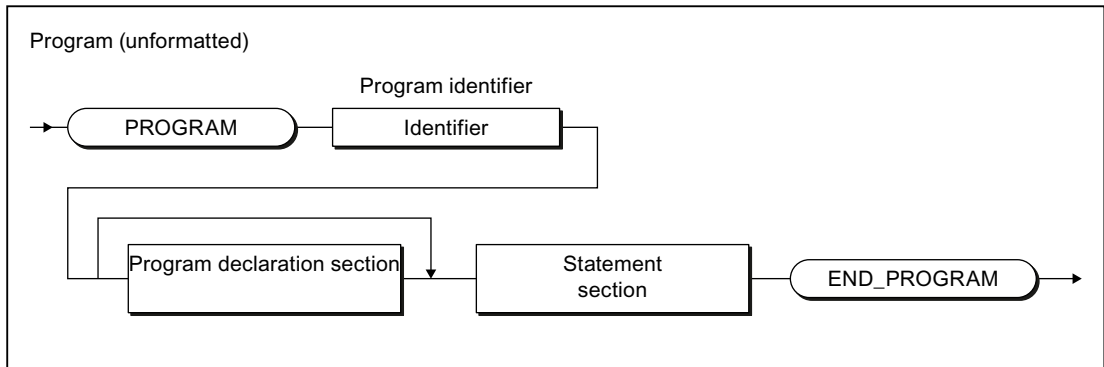 Program (unformatted)
Program identifier
PROGRAM
Identifier
Program declaration section
Statement
section
END_PROGRAM